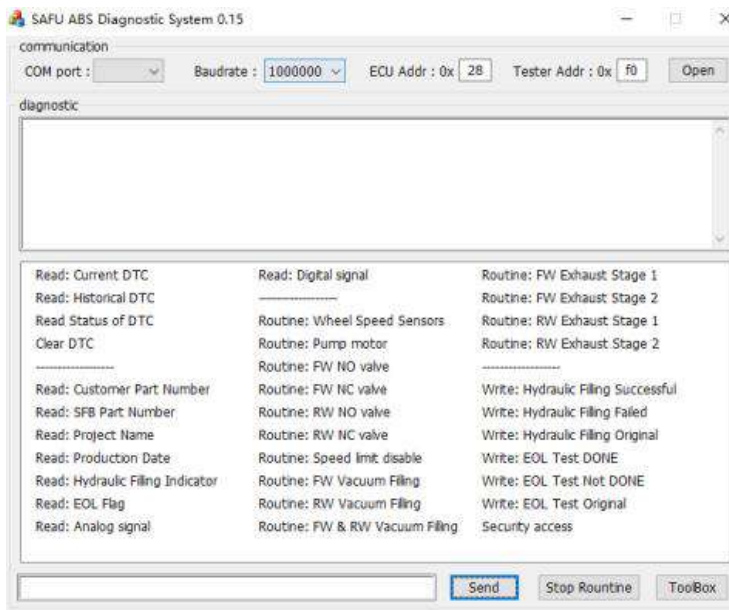 SAFU ABS Diagnostic System 0.15
communication
COM port : Baudrate : 1000000 ECU Addr : 0x 28 Tester Addr : 0x f0 Open
diagnostic
Read: Current DTC
Read: Historical DTC
Read Status of DTC
Clear DTC
------------------
Read: Customer Part Number
Read: SFB Part Number
Read: Project Name
Read: Production Date
Read: Hydraulic Filing Indicator
Read: EOL Flag
Read: Analog signal
Read: Digital signal
------------------
Routine: Wheel Speed Sensors
Routine: Pump motor
Routine: FW NO valve
Routine: FW NC valve
Routine: RW NO valve
Routine: RW NC valve
Routine: Speed limit disable
Routine: FW Vacuum Filing
Routine: RW Vacuum Filing
Routine: FW & RW Vacuum Filing
Routine: FW Exhaust Stage 1
Routine: FW Exhaust Stage 2
Routine: RW Exhaust Stage 1
Routine: RW Exhaust Stage 2
------------------
Write: Hydraulic Filing Successful
Write: Hydraulic Filing Failed
Write: Hydraulic Filing Original
Write: EOL Test DONE
Write: EOL Test Not DONE
Write: EOL Test Original
Security access
Send Stop Rountine ToolBox